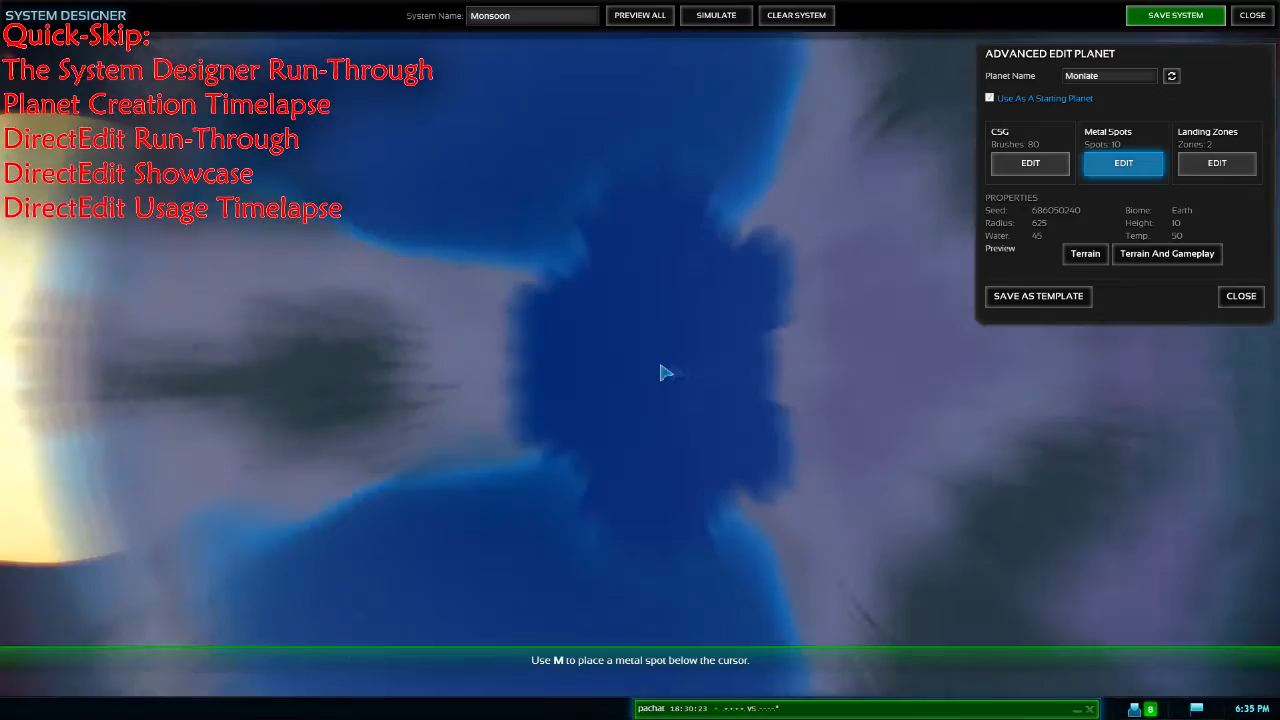 SYSTEM DESIGNER
System Name: Monsoon
PREVIEW ALL
SIMULATE
CLEAR SYSTEM
SAVE SYSTEM
CLOSE
Quick-Skip:
The System Designer Run-Through
Planet Creation Timelapse
DirectEdit Run-Through
DirectEdit Showcase
DirectEdit Usage Timelapse
ADVANCED EDIT PLANET
Planet Name Moniate
Use As A Starting Planet
CSG
Brushes: 80
EDIT
Metal Spots
Spots: 10
EDIT
Landing Zones
Zones: 2
EDIT
PROPERTIES
Seed: 686050240 Biome: Earth
Radius: 625 Height: 10
Water: 45 Temp: 50
Preview
Terrain
Terrain And Gameplay
SAVE AS TEMPLATE
CLOSE
Use M to place a metal spot below the cursor.
pachat 18:30:23
8
6:35 PM